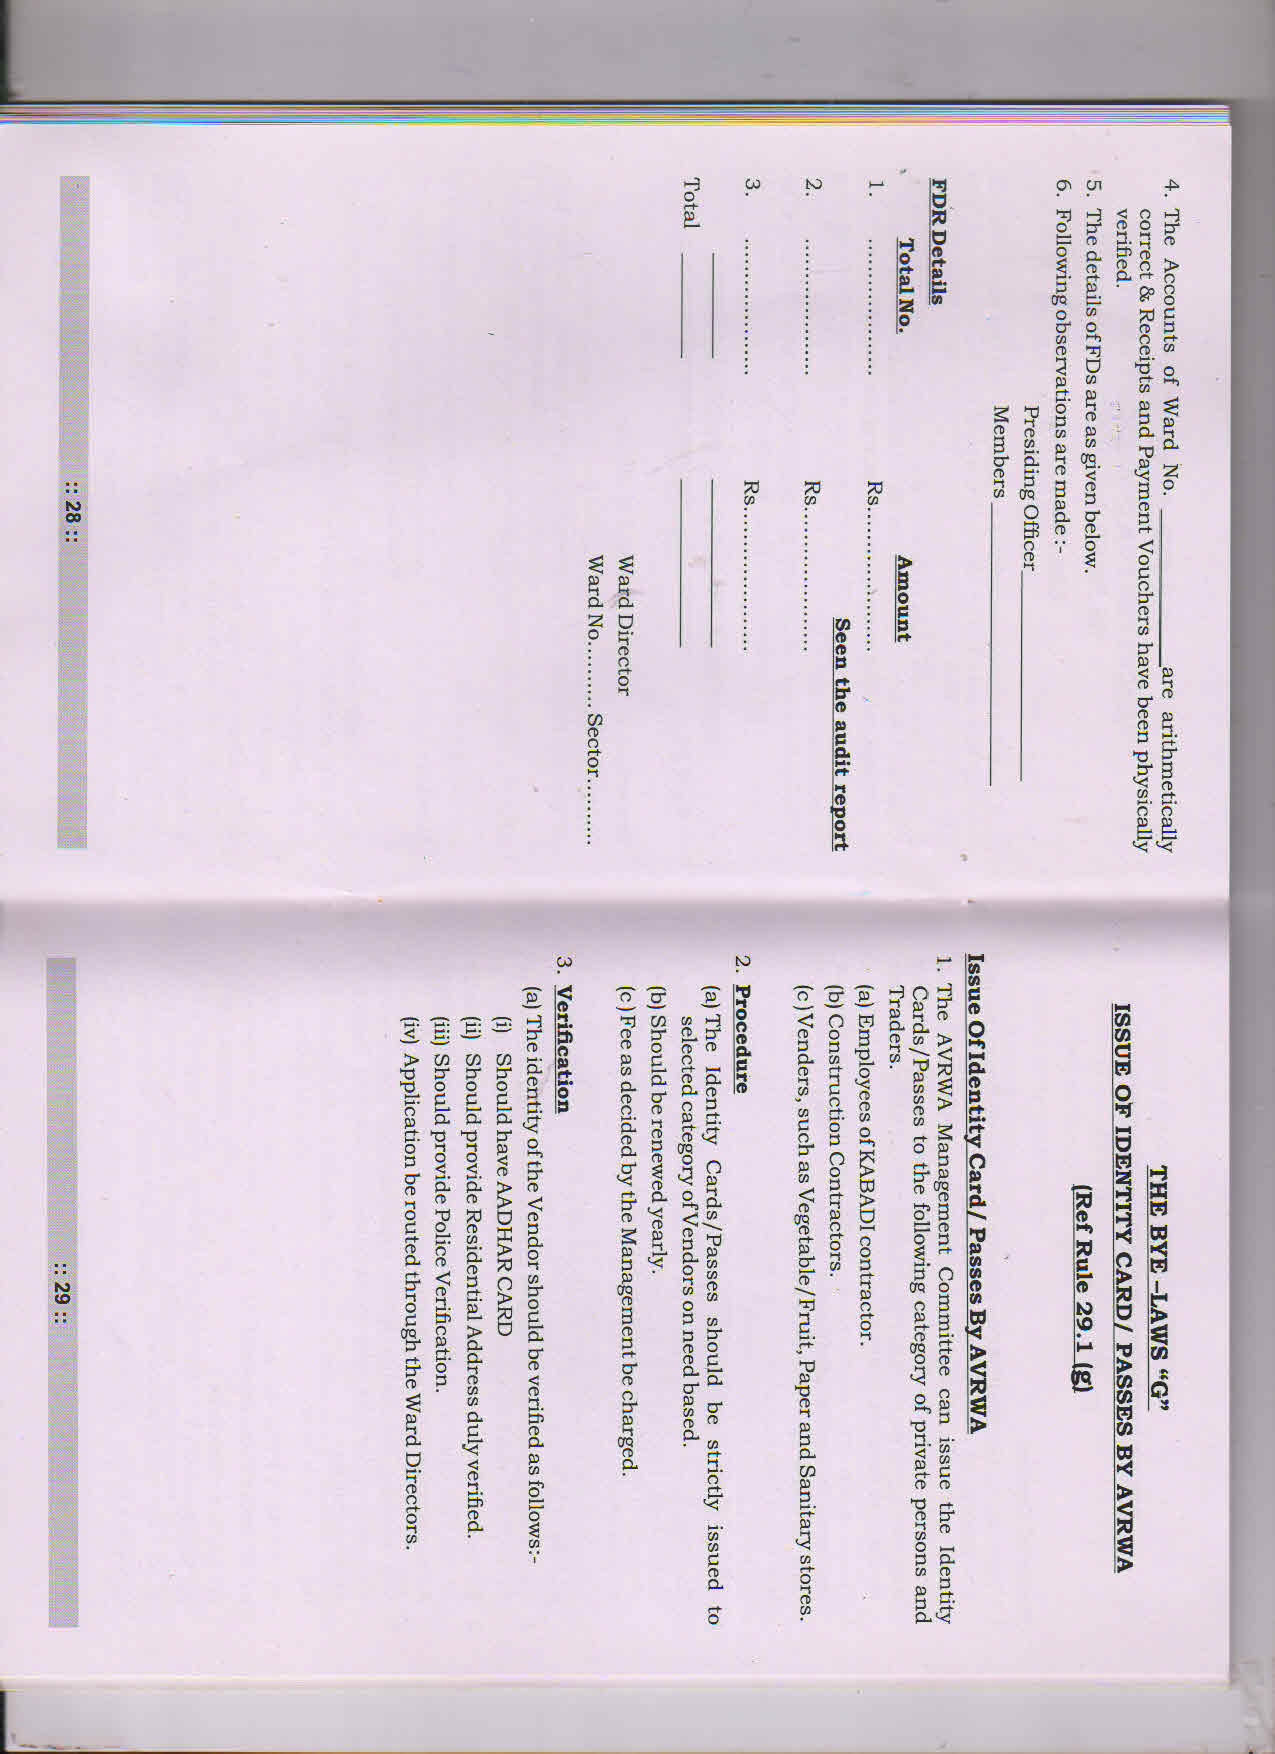 4. The Accounts of Ward No. ____________ are arithmetically
correct & Receipts and Payment Vouchers have been physically
verified.
5. The details of FDs are as given below.
6. Following observations are made :-
Presiding Officer____________________
Members ____________________________
FDR Details
Total No. Amount
1. ..................... Rs.......................
Seen the audit report
2. ..................... Rs.......................
3. ..................... Rs.......................
Total __________ ________________
Ward Director
Ward No.......... Sector..........
:: 28 ::
THE BYE –LAWS “G”
ISSUE OF IDENTITY CARD/ PASSES BY AVRWA
(Ref Rule 29.1 (g)
Issue Of Identity Card/ Passes By AVRWA
1. The AVRWA Management Committee can issue the Identity
Cards/Passes to the following category of private persons and
Traders.
(a) Employees of KABADI contractor.
(b) Construction Contractors.
(c) Venders, such as Vegetable/Fruit, Paper and Sanitary stores.
2. Procedure
(a) The Identity Cards/Passes should be strictly issued to
selected category of Vendors on need based.
(b) Should be renewed yearly.
(c) Fee as decided by the Management be charged.
3. Verification
(a) The identity of the Vendor should be verified as follows:-
(i) Should have AADHAR CARD
(ii) Should provide Residential Address duly verified.
(iii) Should provide Police Verification.
(iv) Application be routed through the Ward Directors.
:: 29 ::